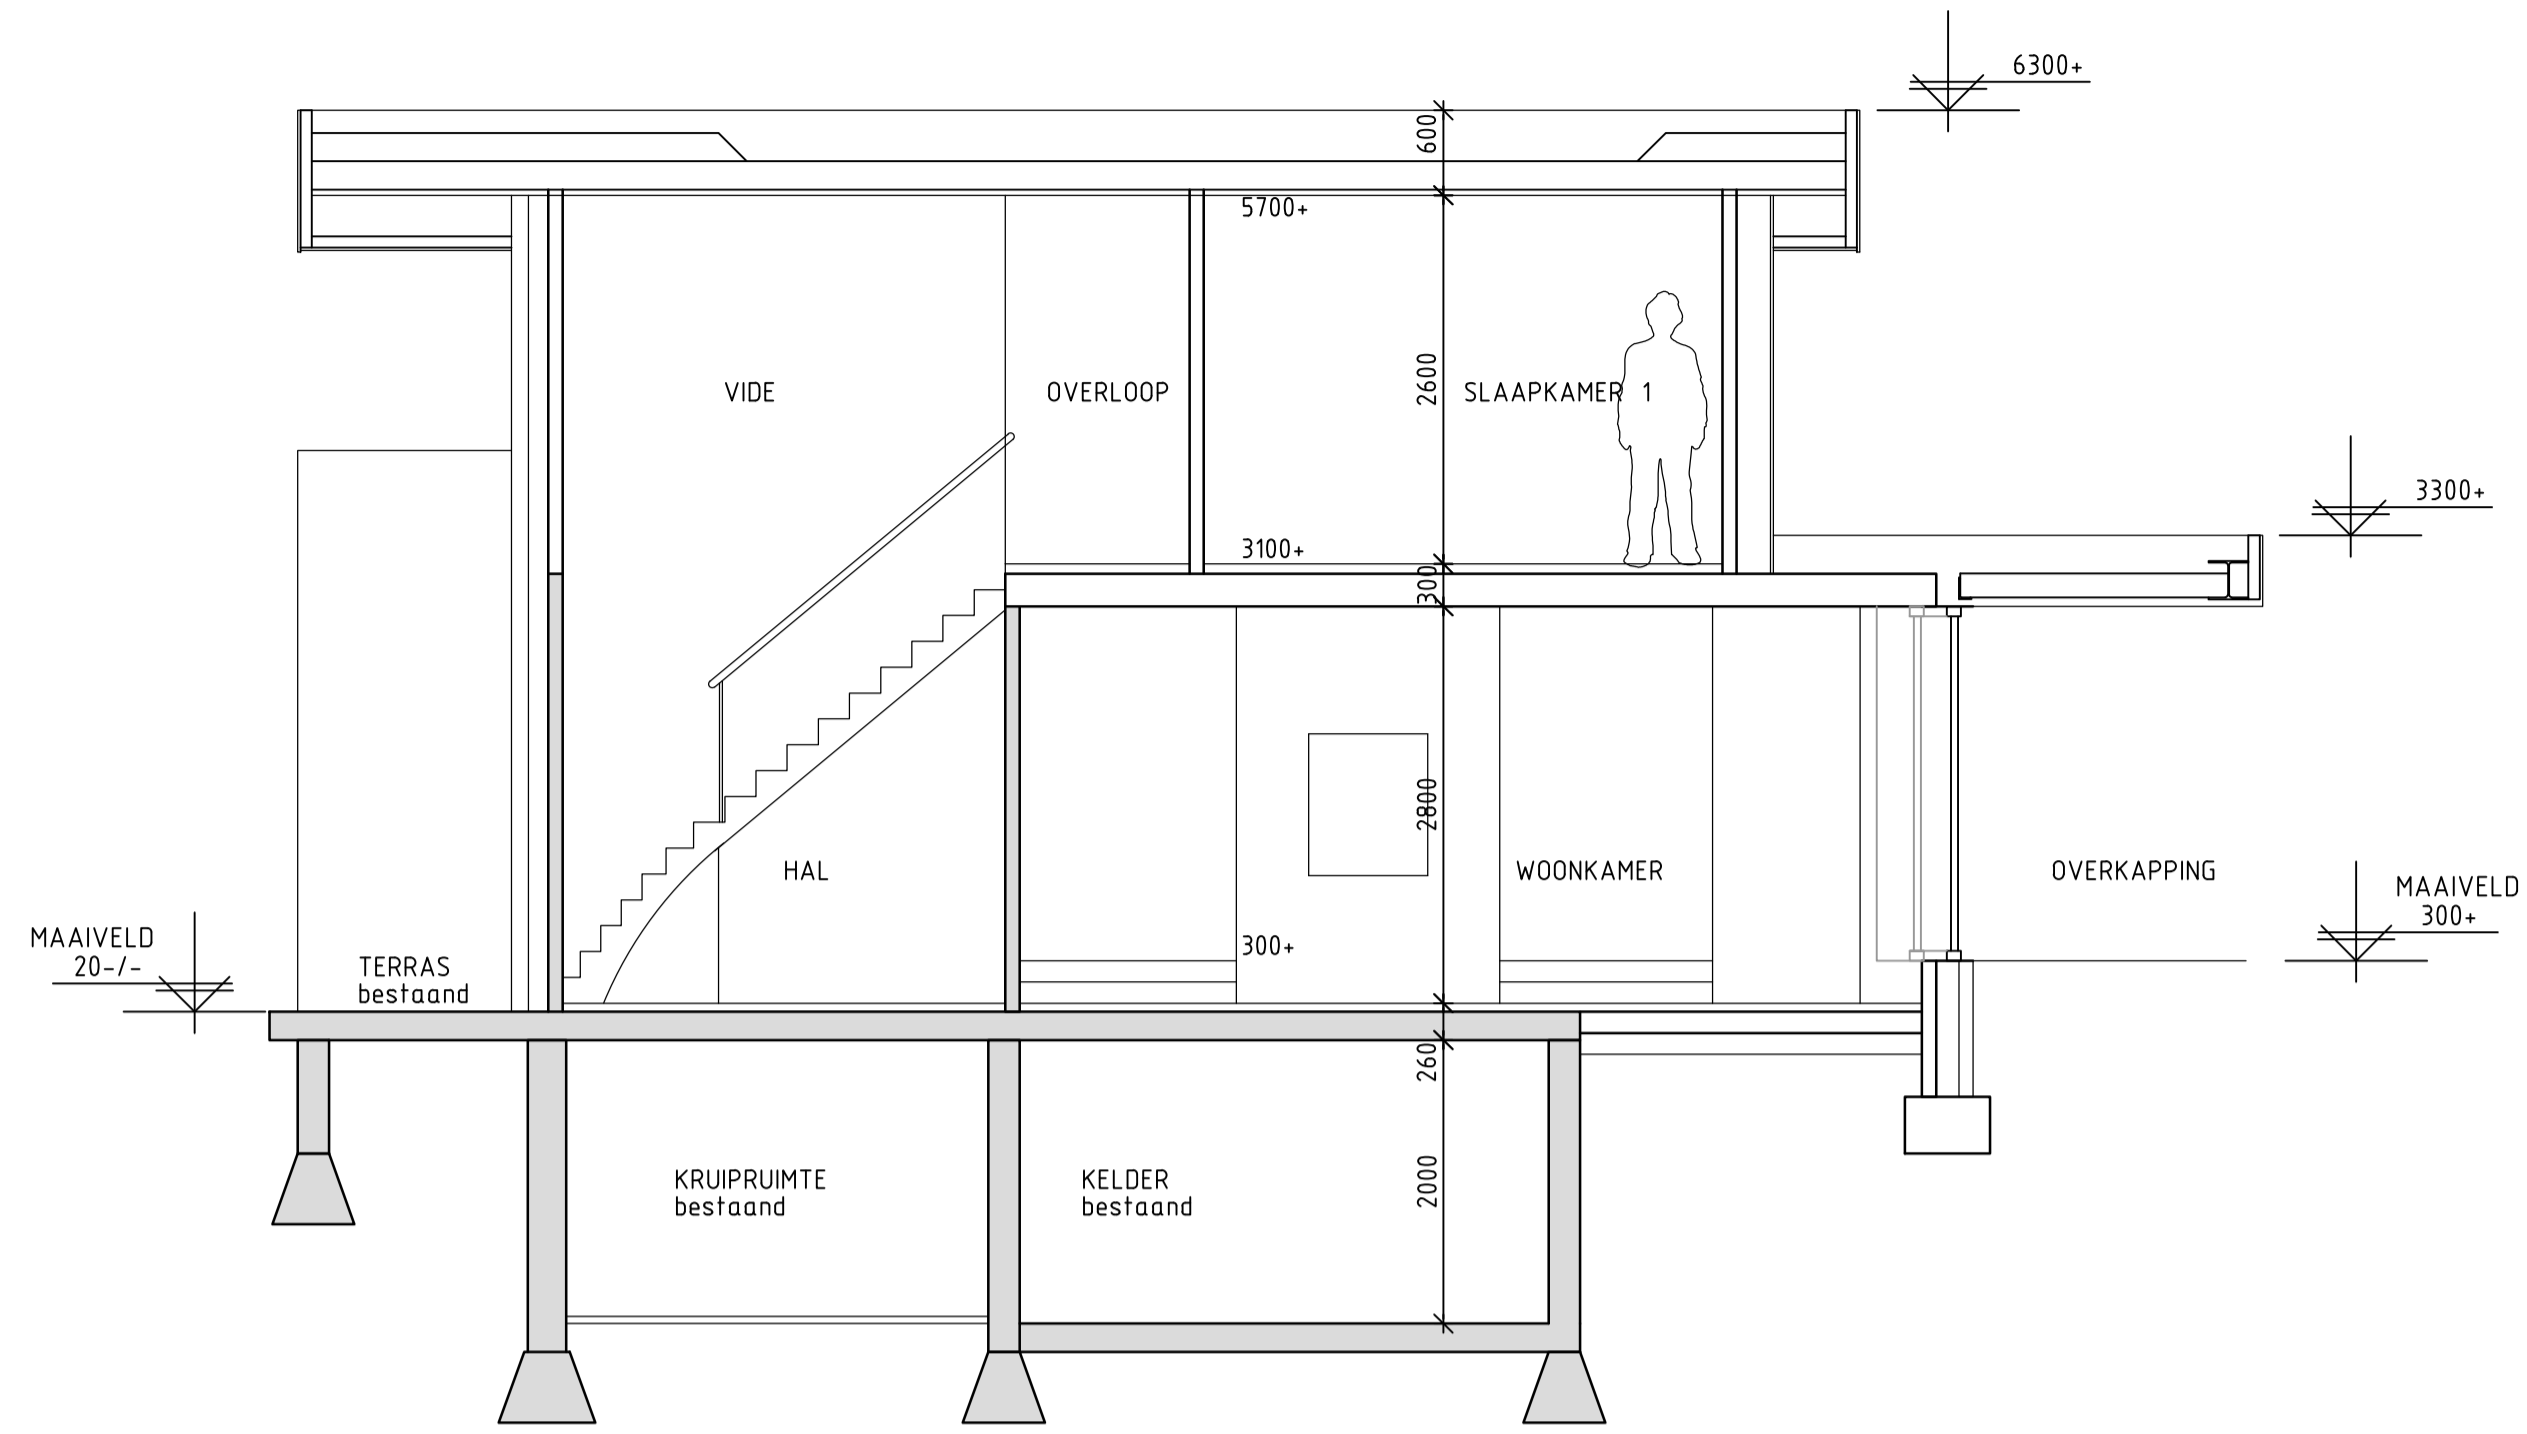 6300+
600
5700+
2600
VIDE
OVERLOOP
SLAAPKAMER 1
3300+
3100+
300
2800
HAL
WOONKAMER
OVERKAPPING
MAAIVELD
300+
300+
MAAIVELD
20-/-
TERRAS
bestaand
260
2000
KRUIPRUIMTE
bestaand
KELDER
bestaand